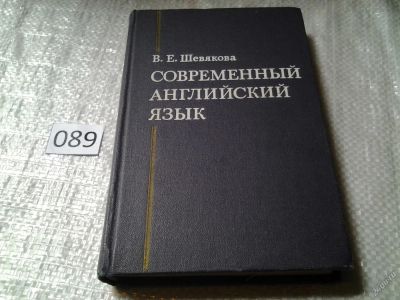 В. Е. Шевякова
СОВРЕМЕННЫЙ
АНГЛИЙСКИЙ
ЯЗЫК
089